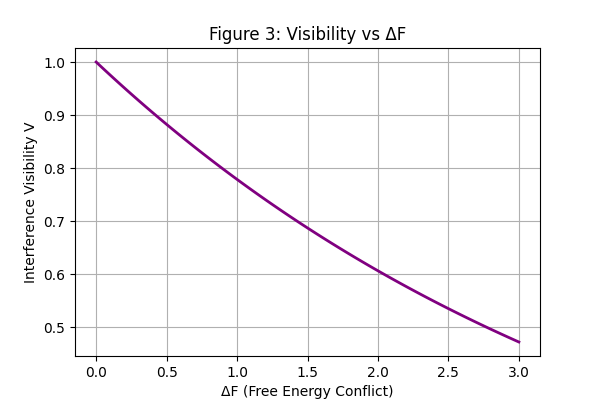 Figure 3: Visibility vs ΔF
Interference Visibility V
1.0
0.9
0.8
0.7
0.6
0.5
0.0 0.5 1.0 1.5 2.0 2.5 3.0
ΔF (Free Energy Conflict)